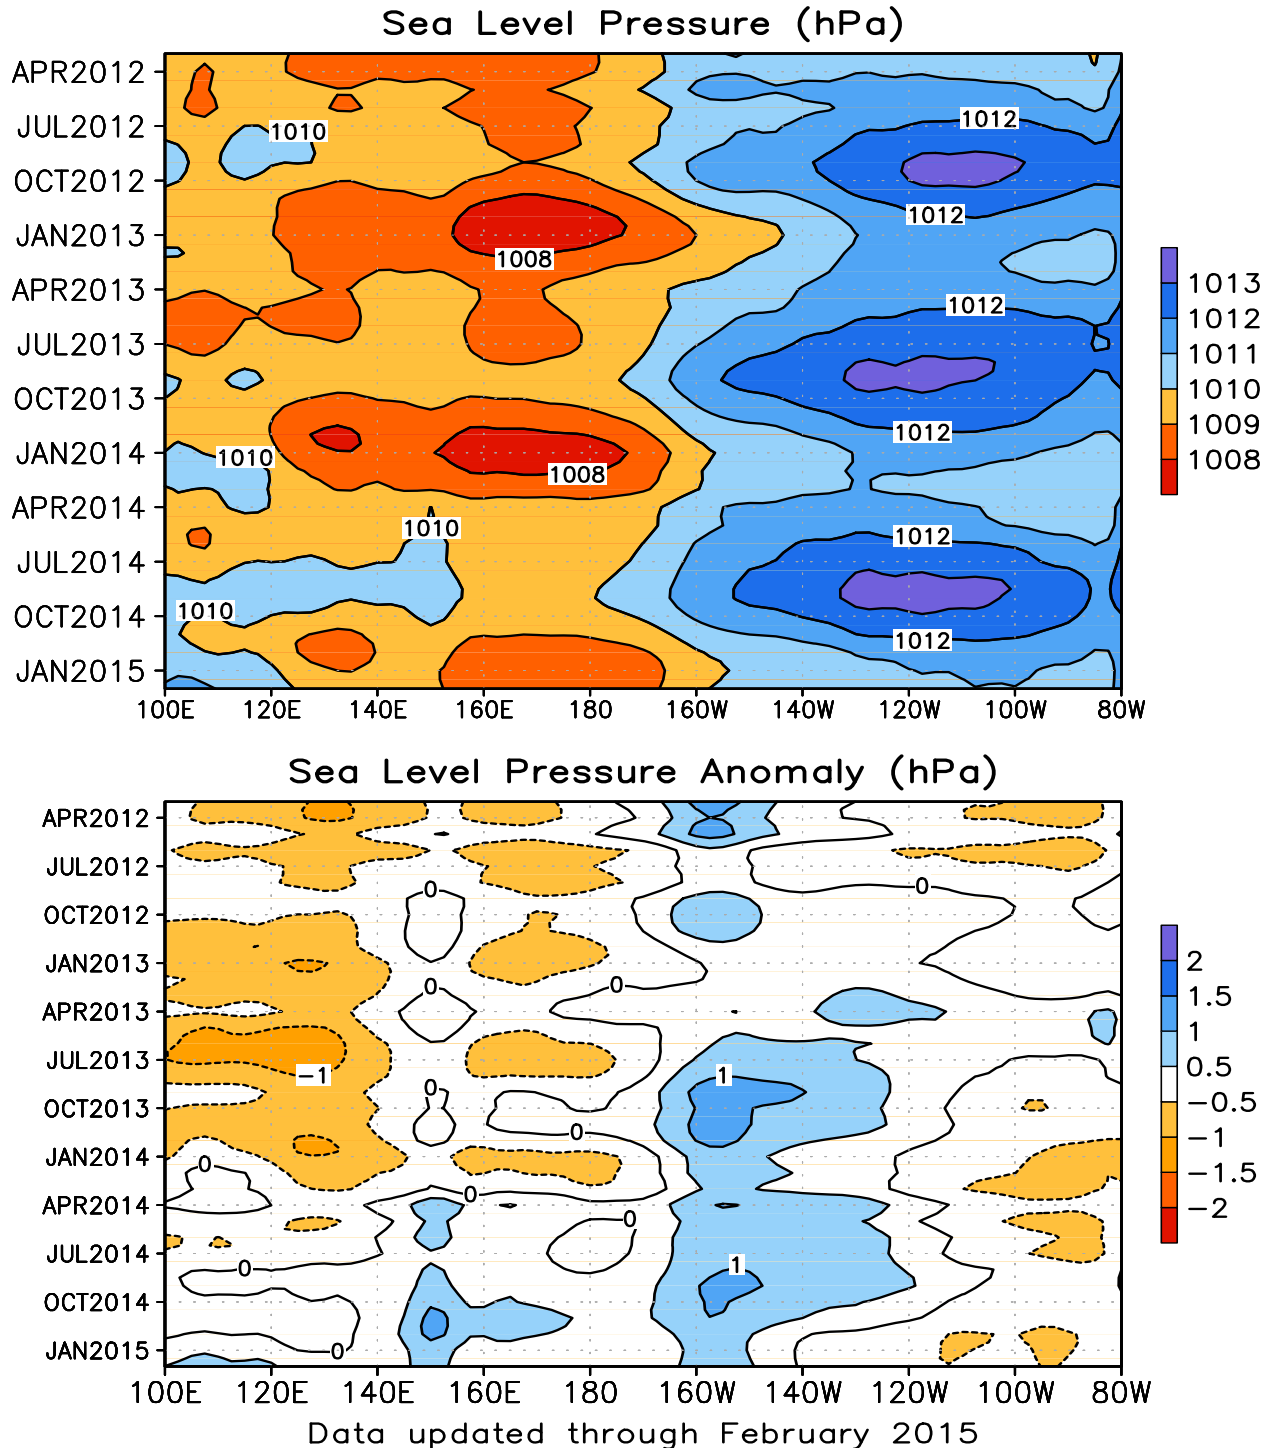 Sea Level Pressure (hPa)
APR2012
JUL2012
OCT2012
JAN2013
APR2013
JUL2013
OCT2013
JAN2014
APR2014
JUL2014
OCT2014
JAN2015
1010
1012
1012
1008
1012
1012
1010
1008
1010
1012
1010
1012
100E 120E 140E 160E 180 160W 140W 120W 100W 80W
1013
1012
1011
1010
1009
1008
Sea Level Pressure Anomaly (hPa)
APR2012
JUL2012
OCT2012
JAN2013
APR2013
JUL2013
OCT2013
JAN2014
APR2014
JUL2014
OCT2014
JAN2015
0
0
0
0
-1
1
0
0
0
0
0
0
1
0
100E 120E 140E 160E 180 160W 140W 120W 100W 80W
2
1.5
1
0.5
-0.5
-1
-1.5
-2
Data updated through February 2015